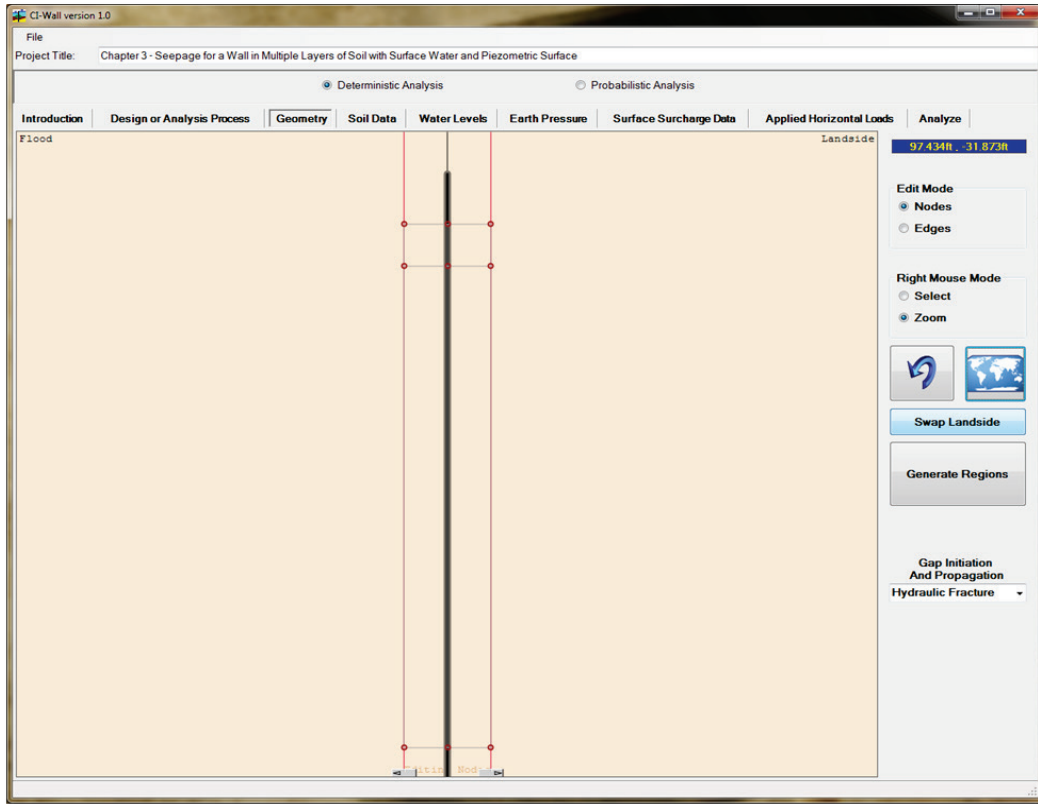 CI-Wall version 1.0
File
Project Title: Chapter 3 - Seepage for a Wall in Multiple Layers of Soil with Surface Water and Piezometric Surface
Deterministic Analysis Probabilistic Analysis
Introduction Design or Analysis Process Geometry Soil Data Water Levels Earth Pressure Surface Surcharge Data Applied Horizontal Loads Analyze
Flood Landside
97.434ft , -31.873ft
Edit Mode
Nodes
Edges
Right Mouse Mode
Select
Zoom
Swap Landside
Generate Regions
Gap Initiation
And Propagation
Hydraulic Fracture